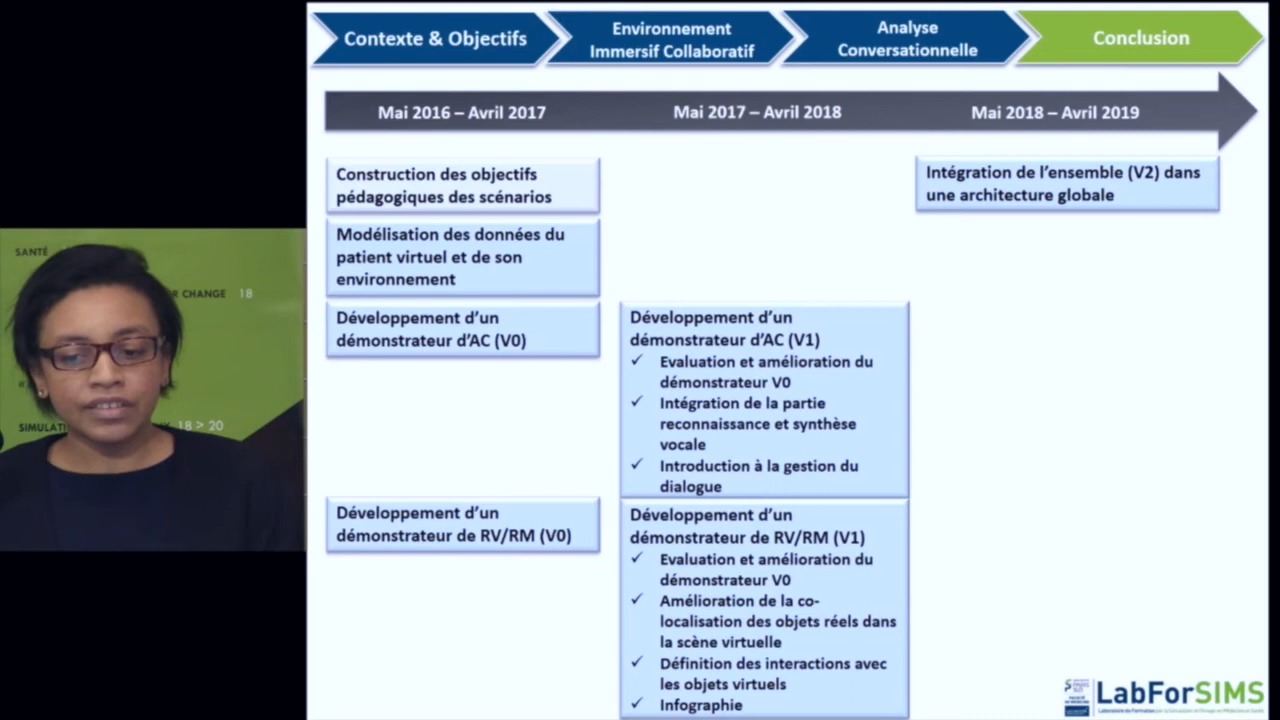 Contexte & Objectifs
Environnement
Immersif Collaboratif
Analyse
Conversationnelle
Conclusion
Mai 2016 – Avril 2017
Mai 2017 – Avril 2018
Mai 2018 – Avril 2019
Construction des objectifs
pédagogiques des scénarios
Modélisation des données du
patient virtuel et de son
environnement
Développement d'un
démonstrateur d'AC (V0)
Développement d'un
démonstrateur de RV/RM (V0)
Développement d'un
démonstrateur d'AC (V1)
✓ Evaluation et amélioration du
démonstrateur V0
✓ Intégration de la partie
reconnaissance et synthèse
vocale
✓ Introduction à la gestion du
dialogue
Développement d'un
démonstrateur de RV/RM (V1)
✓ Evaluation et amélioration du
démonstrateur V0
✓ Amélioration de la co-
localisation des objets réels dans
la scène virtuelle
✓ Définition des interactions avec
les objets virtuels
✓ Infographie
Intégration de l'ensemble (V2) dans
une architecture globale
SANTÉ
R CHANGE 18
SIMULATI
18 > 20
LabForSIMS